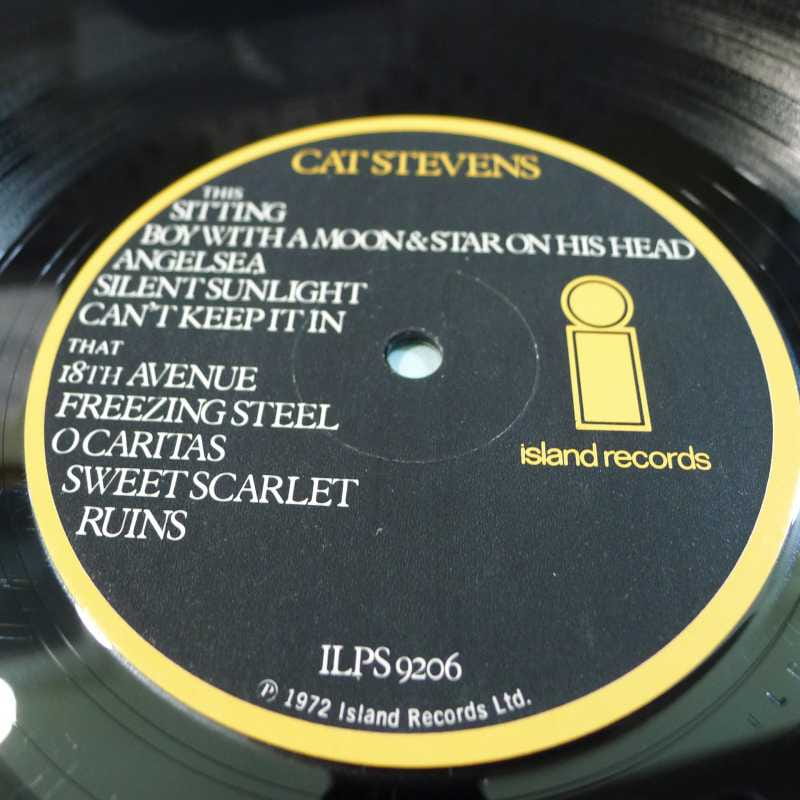 CAT STEVENS
THIS
SITTING
BOY WITH A MOON & STAR ON HIS HEAD
ANGELSEA
SILENT SUNLIGHT
CAN'T KEEP IT IN
THAT
18TH AVENUE
FREEZING STEEL
O CARITAS
SWEET SCARLET
RUINS
island records
ILPS 9206
℗ 1972 Island Records Ltd.